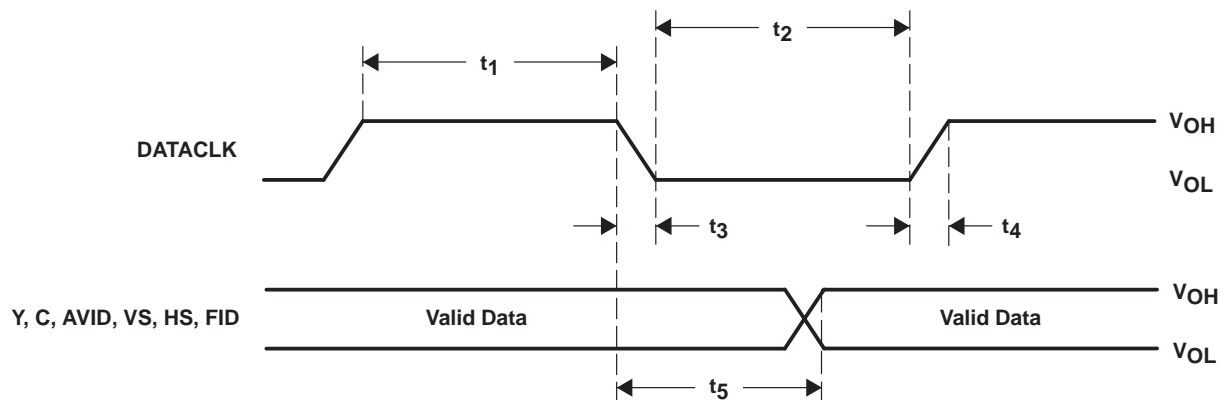 t2
t1
VOH
DATACLK
VOL
t3
t4
VOH
Y, C, AVID, VS, HS, FID
Valid Data
Valid Data
VOL
t5